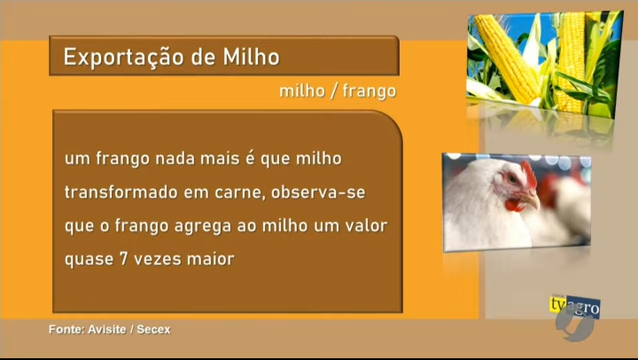 Exportação de Milho
milho / frango
um frango nada mais é que milho
transformado em carne, observa-se
que o frango agrega ao milho um valor
quase 7 vezes maior
tv agro
Fonte: Avisite / Secex